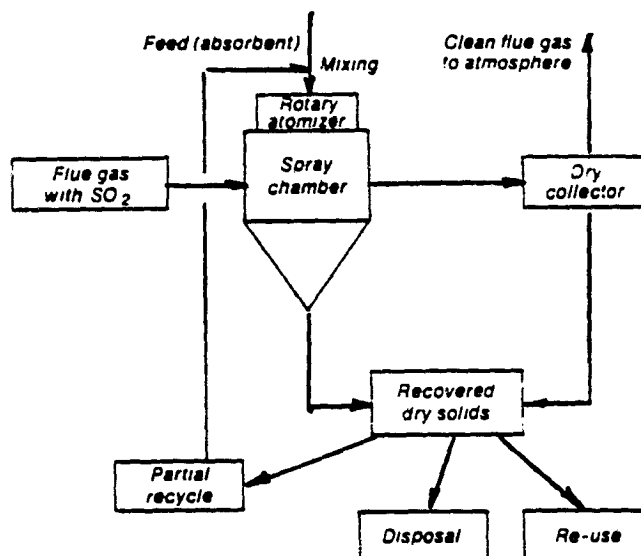 Feed (absorbent)
Mixing
Clean flue gas
to atmosphere
Rotary
atomizer
Flue gas
with SO2
Spray
chamber
Dry
collector
Recovered
dry solids
Partial
recycle
Disposal
Re-use